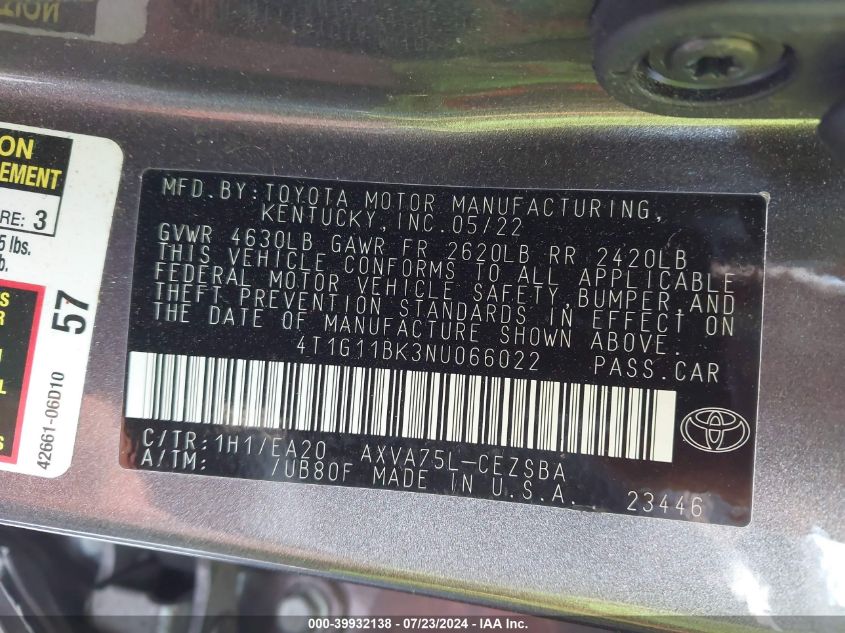 MFD. BY: TOYOTA MOTOR MANUFACTURING,
KENTUCKY, INC. 05/22
GVWR 4630LB GAWR FR 2620LB RR 2420LB
THIS VEHICLE CONFORMS TO ALL APPLICABLE
FEDERAL MOTOR VEHICLE SAFETY, BUMPER, AND
THEFT PREVENTION STANDARDS IN EFFECT ON
THE DATE OF MANUFACTURE SHOWN ABOVE.
4T1G11BK3NU066022 PASS. CAR
C/TR: 1H1/EA20 AXVA75L-CEZSBA
A/TM: /UB80F MADE IN U.S.A. 23446
ON
EMENT
RE: 3
5 lbs.
b.
S
R
L
S
57
42661-06D10
000-39932138 - 07/23/2024 - IAA Inc.